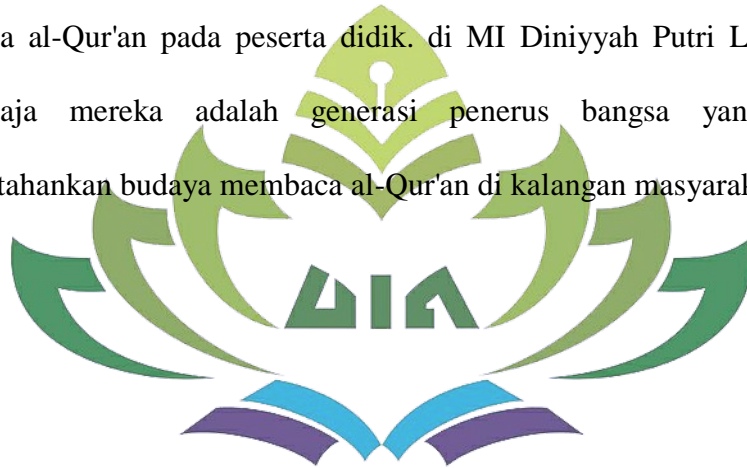 a al-Qur'an pada peserta didik. di MI Diniyyah Putri L
aja mereka adalah generasi penerus bangsa yan
tahankan budaya membaca al-Qur'an di kalangan masyarak
UIN